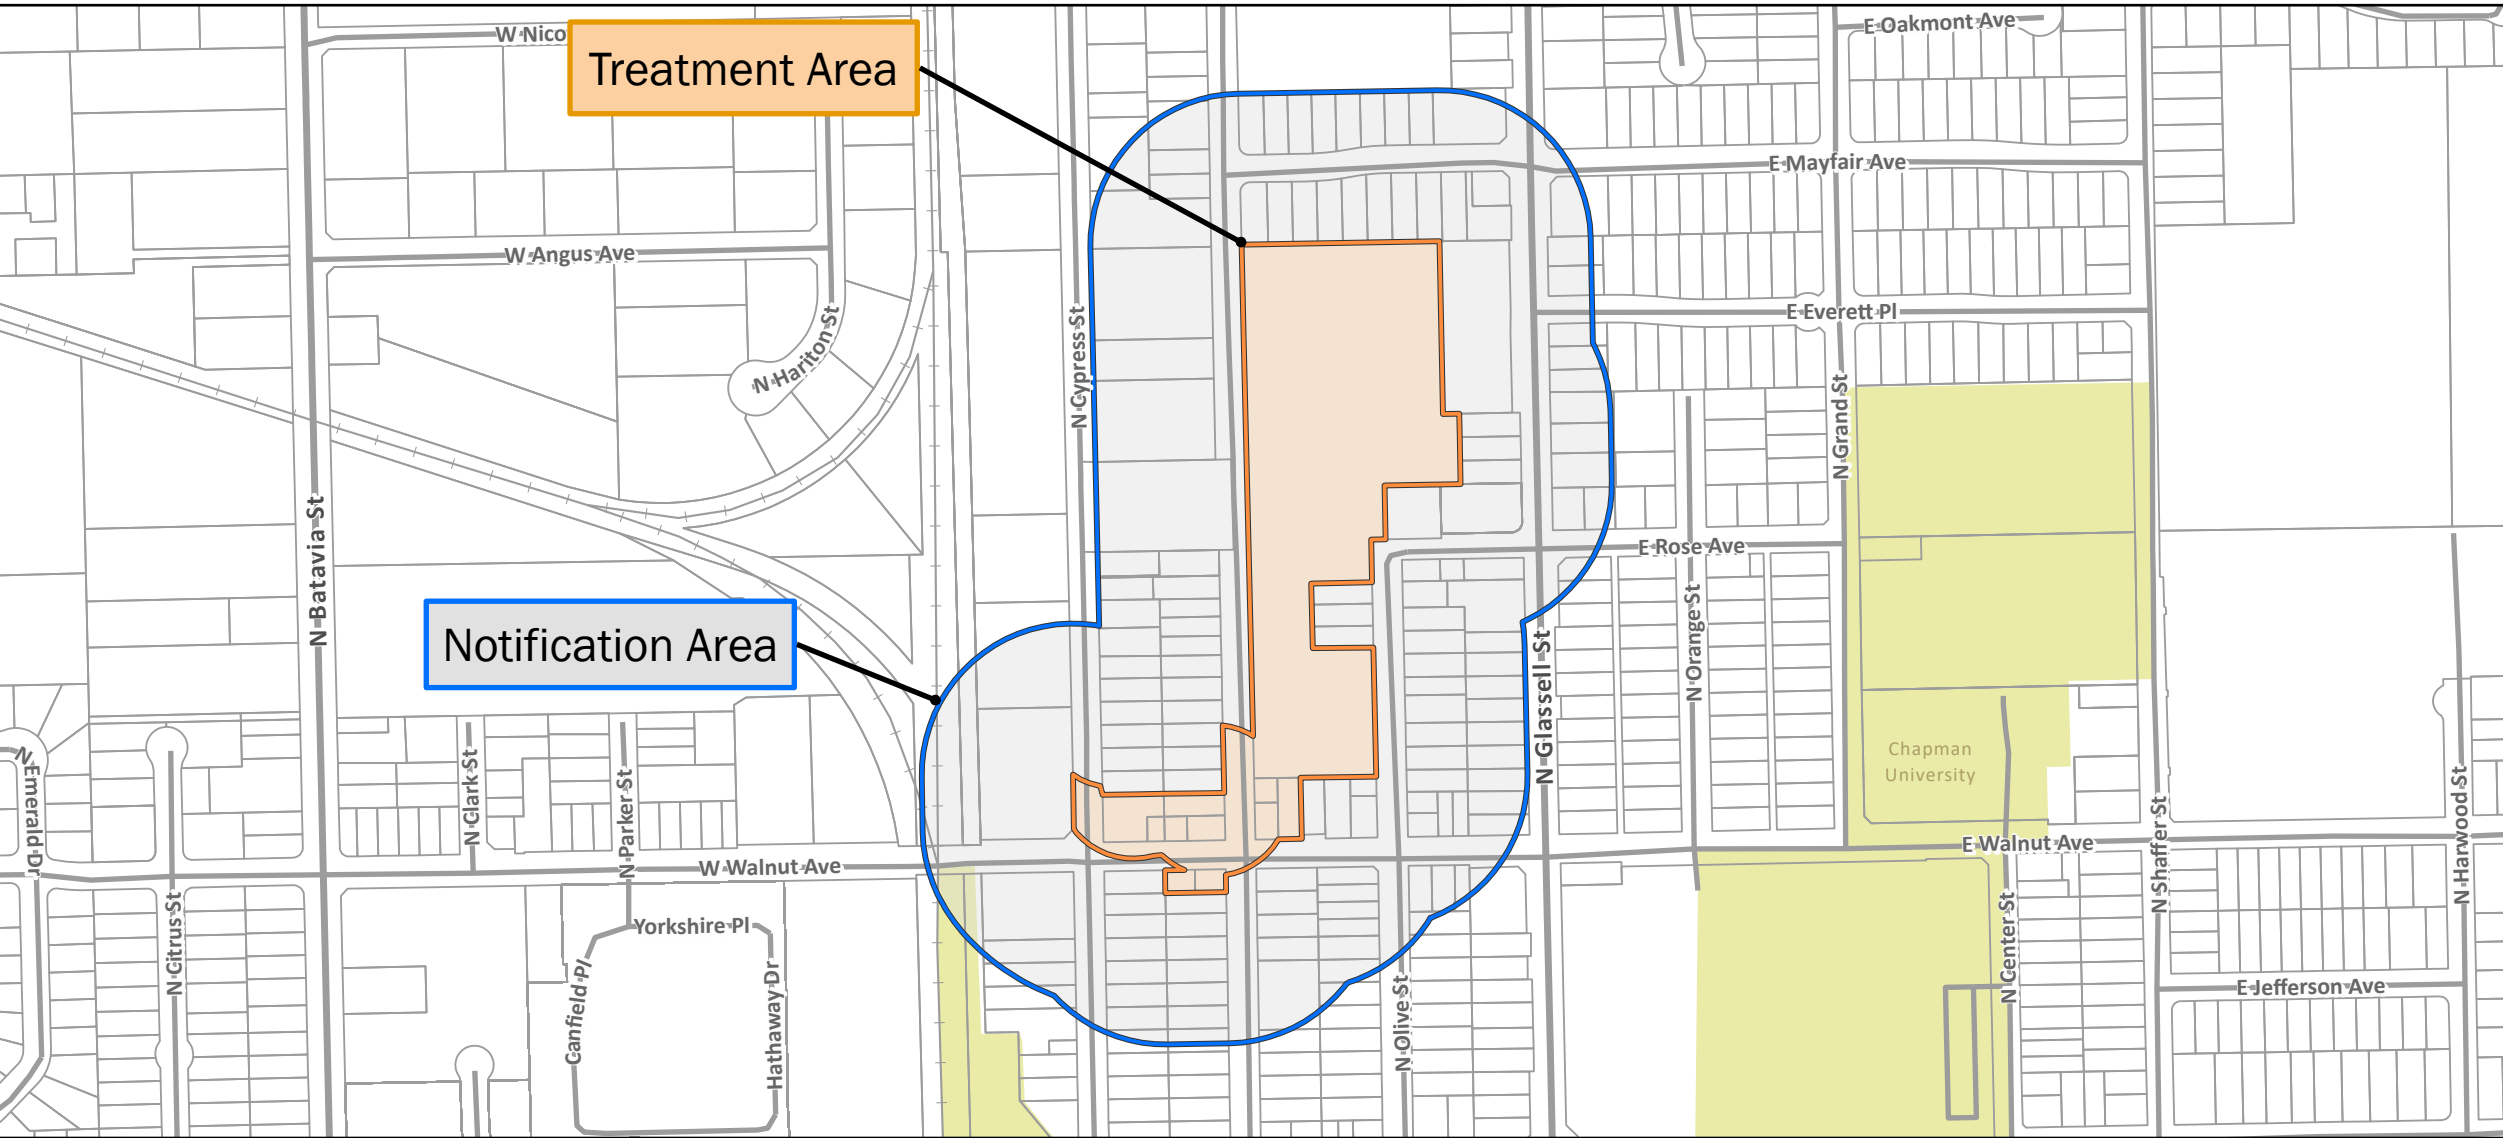 W Nico
Treatment Area
E Oakmont Ave
E Mayfair Ave
W Angus Ave
N Hariton St
N Cypress St
E Everett Pl
N Grand St
N Batavia St
E Rose Ave
N Orange St
Notification Area
N Glassell St
Chapman
University
N Emerald Dr
N Clark St
N Parker St
W Walnut Ave
E Walnut Ave
N Shaffer St
N Harwood St
N Citrus St
Yorkshire Pl
Canfield Pl
Hathaway Dr
N Olive St
N Center St
E Jefferson Ave